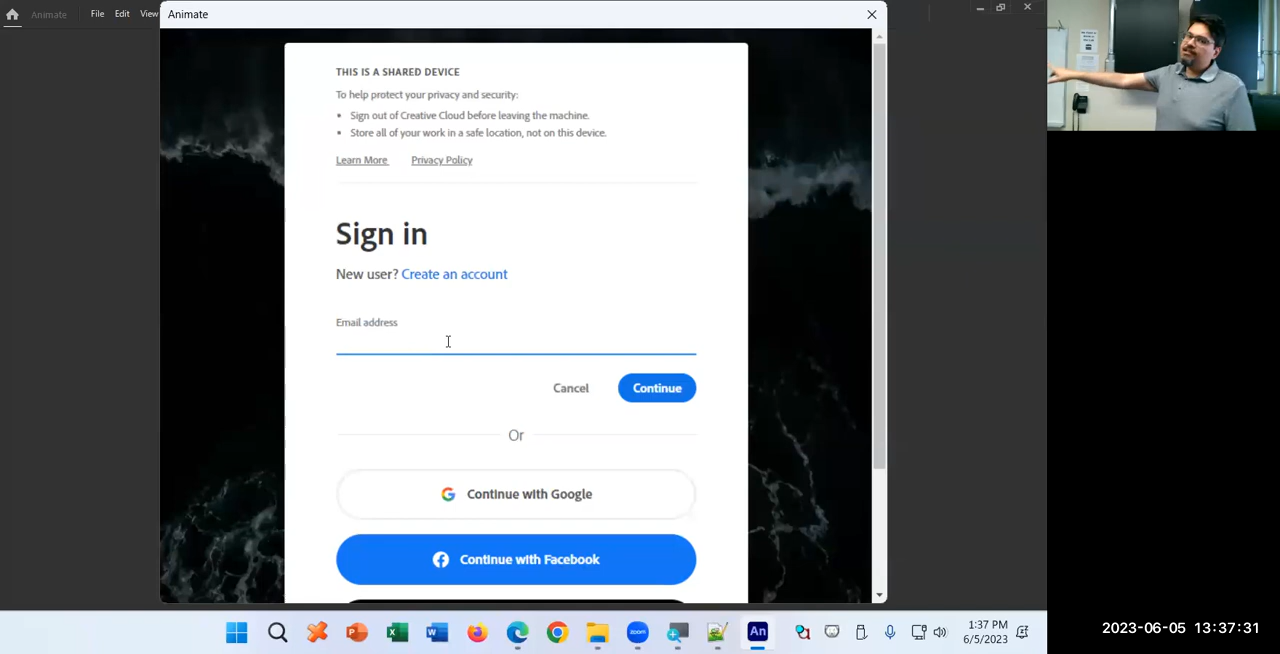 Animate File Edit View
Animate
THIS IS A SHARED DEVICE
To help protect your privacy and security:
• Sign out of Creative Cloud before leaving the machine.
• Store all of your work in a safe location, not on this device.
Learn More Privacy Policy
Sign in
New user? Create an account
Email address
Cancel Continue
Or
Continue with Google
Continue with Facebook
zoom An
1:37 PM
6/5/2023
2023-06-05 13:37:31